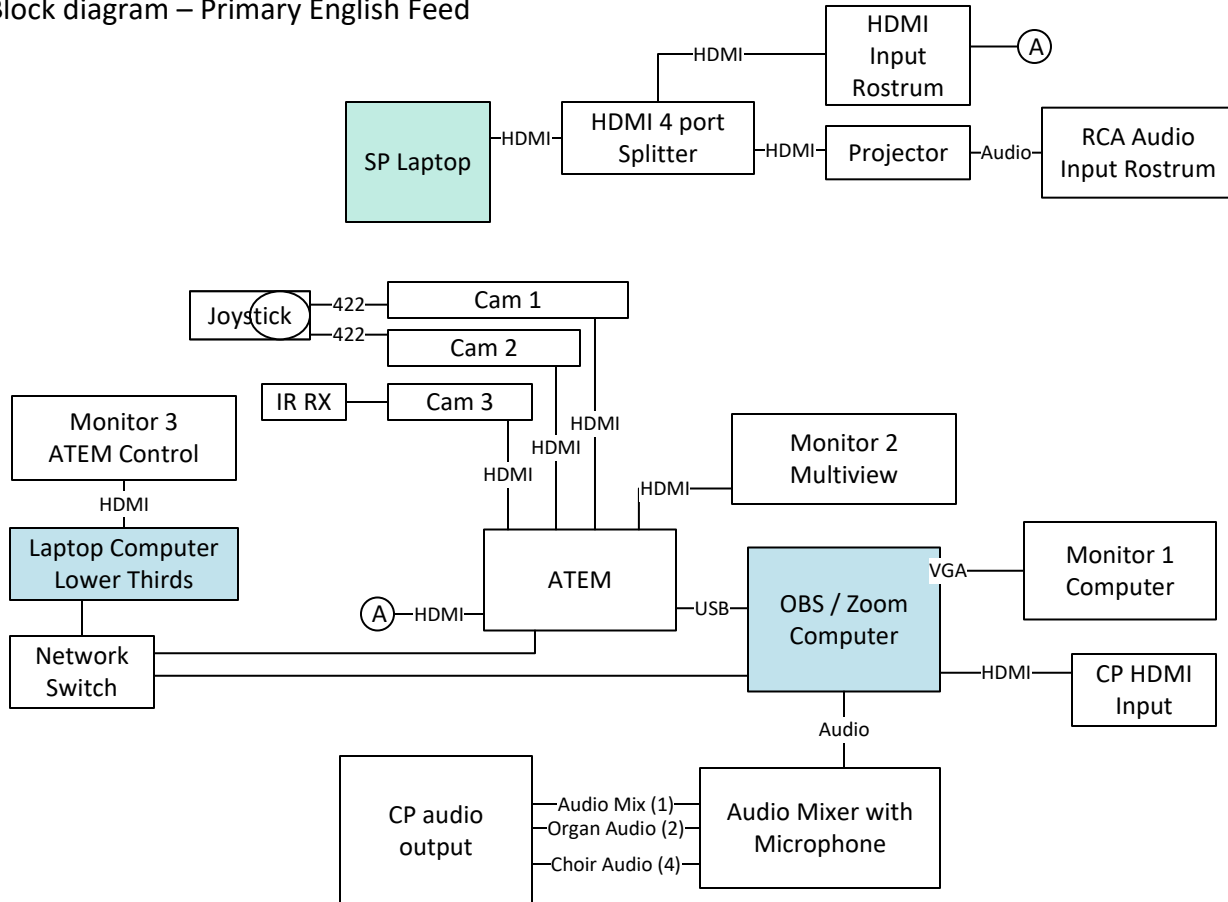 Block diagram – Primary English Feed
HDMI
Input
Rostrum
A
HDMI
SP Laptop
HDMI
HDMI 4 port
Splitter
HDMI
Projector
Audio
RCA Audio
Input Rostrum
Joystick
422
422
Cam 1
Cam 2
IR RX
Cam 3
HDMI
HDMI
HDMI
Monitor 3
ATEM Control
HDMI
Laptop Computer
Lower Thirds
Network
Switch
Monitor 2
Multiview
HDMI
ATEM
A
HDMI
USB
OBS / Zoom
Computer
VGA
Monitor 1
Computer
HDMI
CP HDMI
Input
Audio
CP audio
output
Audio Mix (1)
Organ Audio (2)
Choir Audio (4)
Audio Mixer with
Microphone